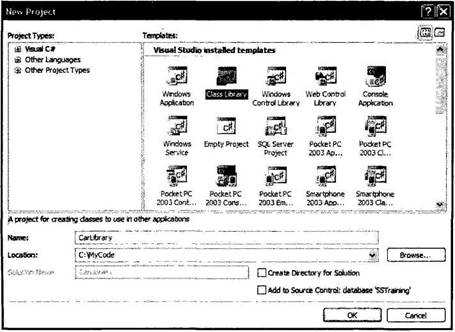 New Project
Project Types:
Templates:
Visual C#
Other Languages
Other Project Types
Visual Studio installed templates
Windows Application
Class Library
Windows Control Library
Web Control Library
Console Application
Windows Service
Empty Project
SQL Server Project
Pocket PC 2003 Ap...
Pocket PC 2003 Cl...
Pocket PC 2003 Cont...
Pocket PC 2003 Cons...
Pocket PC 2003 Em...
Smartphone 2003 App...
Smartphone 2003 Cla...
A project for creating classes to use in other applications
Name:
CarLibrary
Location:
C:\MyCode
Browse...
Solution Name:
CarLibrary
Create Directory for Solution
Add to Source Control: database 'SSTraining'
OK
Cancel